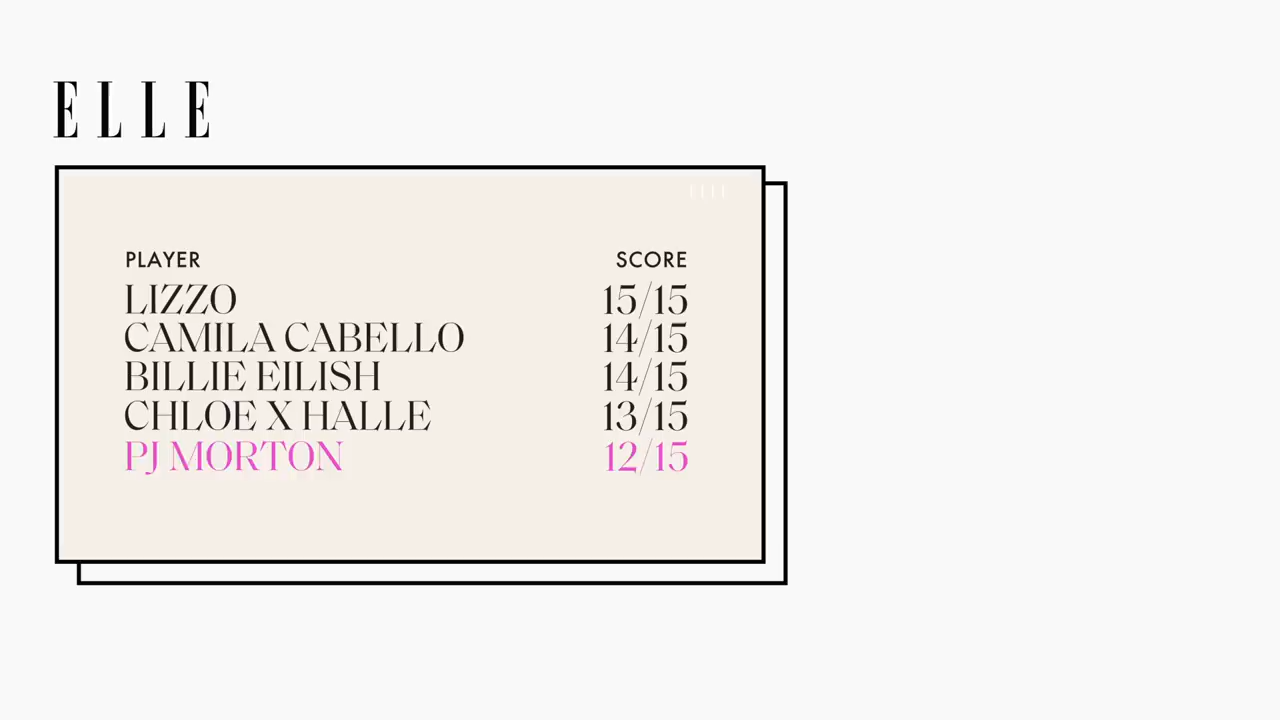 ELLE
ELLE
PLAYER SCORE
LIZZO 15/15
CAMILA CABELLO 14/15
BILLIE EILISH 14/15
CHLOE X HALLE 13/15
PJ MORTON 12/15